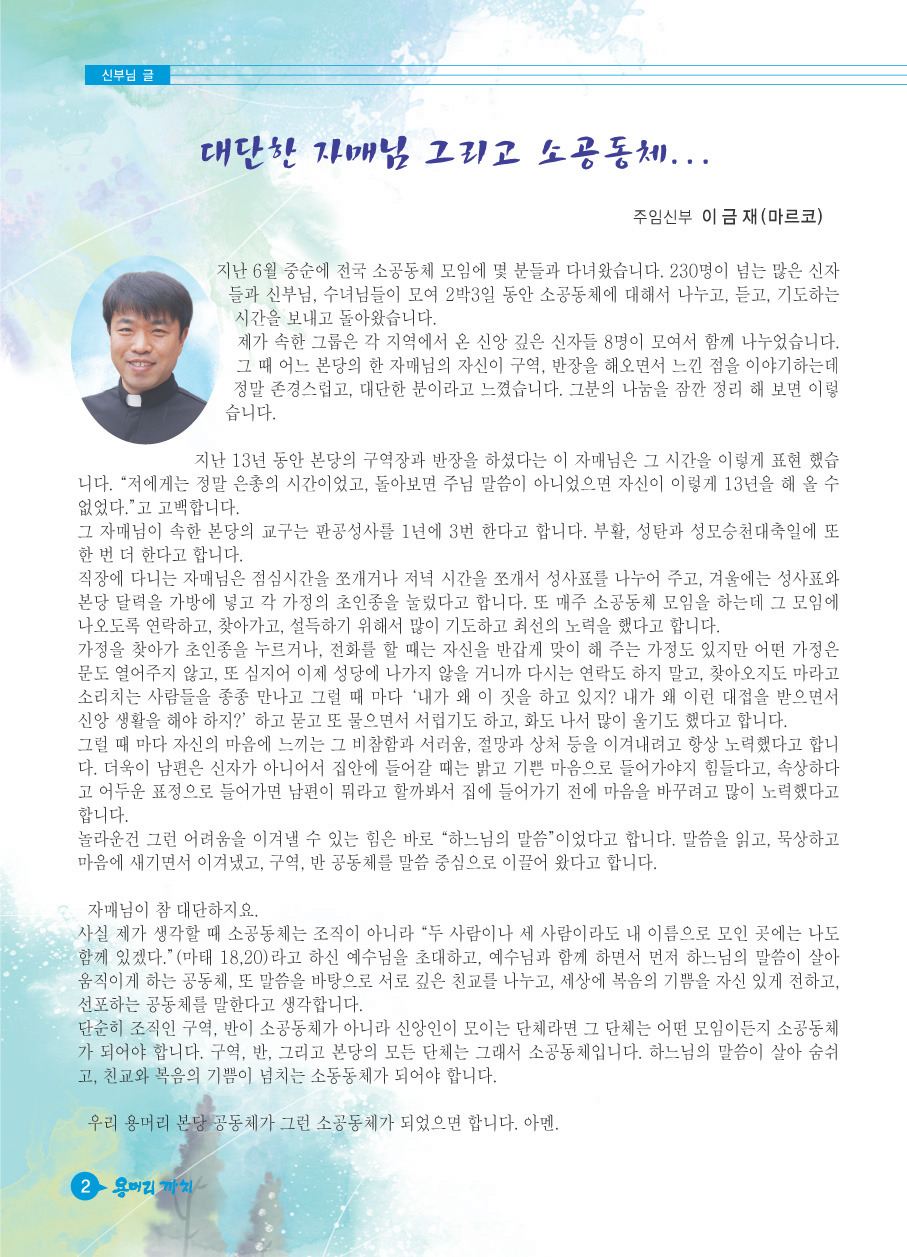 신부님 글
대단한 자매님 그리고 소공동체...
주임신부 이 금 재(마르코)
지난 6월 중순에 전국 소공동체 모임에 몇 분들과 다녀왔습니다. 230명이 넘는 많은 신자
들과 신부님, 수녀님들이 모여 2박3일 동안 소공동체에 대해서 나누고, 듣고, 기도하는
시간을 보내고 돌아왔습니다.
제가 속한 그룹은 각 지역에서 온 신앙 깊은 신자들 8명이 모여서 함께 나누었습니다.
그 때 어느 본당의 한 자매님의 자신이 구역, 반장을 해오면서 느낀 점을 이야기하는데
정말 존경스럽고, 대단한 분이라고 느꼈습니다. 그분의 나눔을 잠깐 정리 해 보면 이렇
습니다.
지난 13년 동안 본당의 구역장과 반장을 하셨다는 이 자매님은 그 시간을 이렇게 표현 했습
니다. “저에게는 정말 은총의 시간이었고, 돌아보면 주님 말씀이 아니었으면 자신이 이렇게 13년을 해 올 수
없었다.”고 고백합니다.
그 자매님이 속한 본당의 교구는 판공성사를 1년에 3번 한다고 합니다. 부활, 성탄과 성모승천대축일에 또
한 번 더 한다고 합니다.
직장에 다니는 자매님은 점심시간을 쪼개거나 저녁 시간을 쪼개서 성사표를 나누어 주고, 겨울에는 성사표와
본당 달력을 가방에 넣고 각 가정의 초인종을 눌렀다고 합니다. 또 매주 소공동체 모임을 하는데 그 모임에
나오도록 연락하고, 찾아가고, 설득하기 위해서 많이 기도하고 최선의 노력을 했다고 합니다.
가정을 찾아가 초인종을 누르거나, 전화를 할 때는 자신을 반갑게 맞이 해 주는 가정도 있지만 어떤 가정은
문도 열어주지 않고, 또 심지어 이제 성당에 나가지 않을 거니까 다시는 연락도 하지 말고, 찾아오지도 마라고
소리치는 사람들을 종종 만나고 그럴 때 마다 ‘내가 왜 이 짓을 하고 있지? 내가 왜 이런 대접을 받으면서
신앙 생활을 해야 하지?’ 하고 묻고 또 물으면서 서럽기도 하고, 화도 나서 많이 울기도 했다고 합니다.
그럴 때 마다 자신의 마음에 느끼는 그 비참함과 서러움, 절망과 상처 등을 이겨내려고 항상 노력했다고 합니
다. 더욱이 남편은 신자가 아니어서 집안에 들어갈 때는 밝고 기쁜 마음으로 들어가야지 힘들다고, 속상하다
고 어두운 표정으로 들어가면 남편이 뭐라고 할까봐서 집에 들어가기 전에 마음을 바꾸려고 많이 노력했다고
합니다.
놀라운건 그런 어려움을 이겨낼 수 있는 힘은 바로 “하느님의 말씀”이었다고 합니다. 말씀을 읽고, 묵상하고
마음에 새기면서 이겨냈고, 구역, 반 공동체를 말씀 중심으로 이끌어 왔다고 합니다.
자매님이 참 대단하지요.
사실 제가 생각할 때 소공동체는 조직이 아니라 “두 사람이나 세 사람이라도 내 이름으로 모인 곳에는 나도
함께 있겠다.”(마태 18,20)라고 하신 예수님을 초대하고, 예수님과 함께 하면서 먼저 하느님의 말씀이 살아
움직이게 하는 공동체, 또 말씀을 바탕으로 서로 깊은 친교를 나누고, 세상에 복음의 기쁨을 자신 있게 전하고,
선포하는 공동체를 말한다고 생각합니다.
단순히 조직인 구역, 반이 소공동체가 아니라 신앙인이 모이는 단체라면 그 단체는 어떤 모임이든지 소공동체
가 되어야 합니다. 구역, 반, 그리고 본당의 모든 단체는 그래서 소공동체입니다. 하느님의 말씀이 살아 숨쉬
고, 친교와 복음의 기쁨이 넘치는 소동동체가 되어야 합니다.
우리 용머리 본당 공동체가 그런 소공동체가 되었으면 합니다. 아멘.
2 용머리 까치